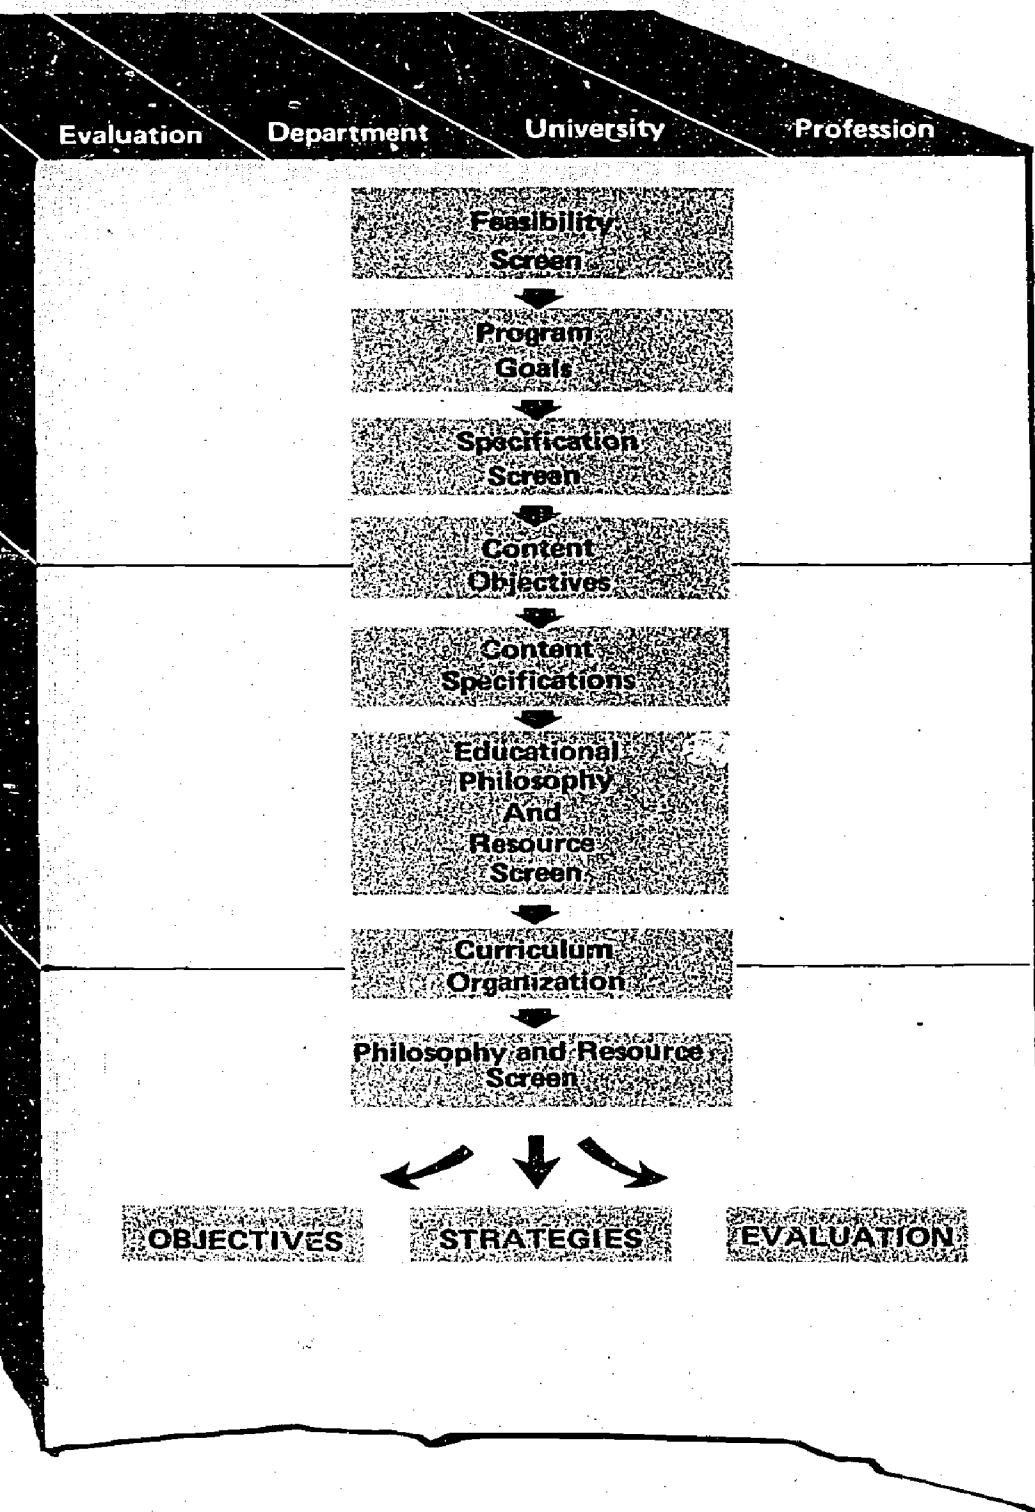 Evaluation Department University Profession
Feasibility
Screen
Program
Goals
Specification
Screen
Content
Objectives
Content
Specifications
Educational
Philosophy
And
Resource
Screen
Curriculum
Organization
Philosophy and Resource
Screen
OBJECTIVES STRATEGIES EVALUATION